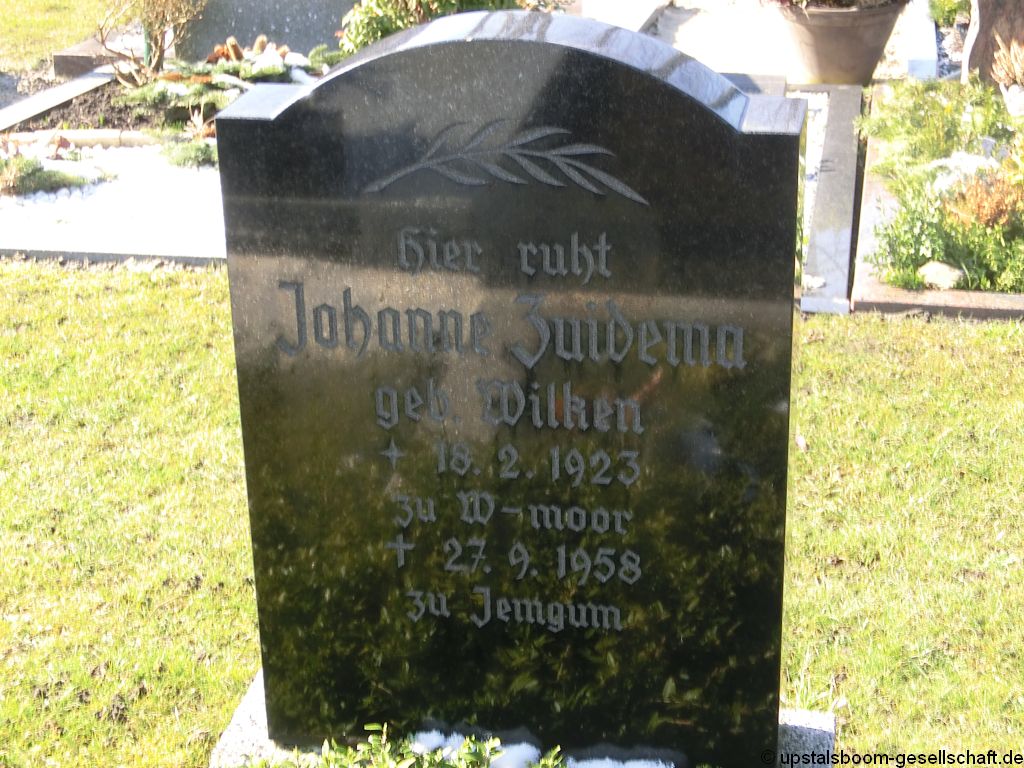 Hier ruht
Johanne Zuidema
geb. Wilken
* 18. 2. 1923
zu W-moor
† 27. 9. 1958
zu Jemgum
© upstalsboom-gesellschaft.de